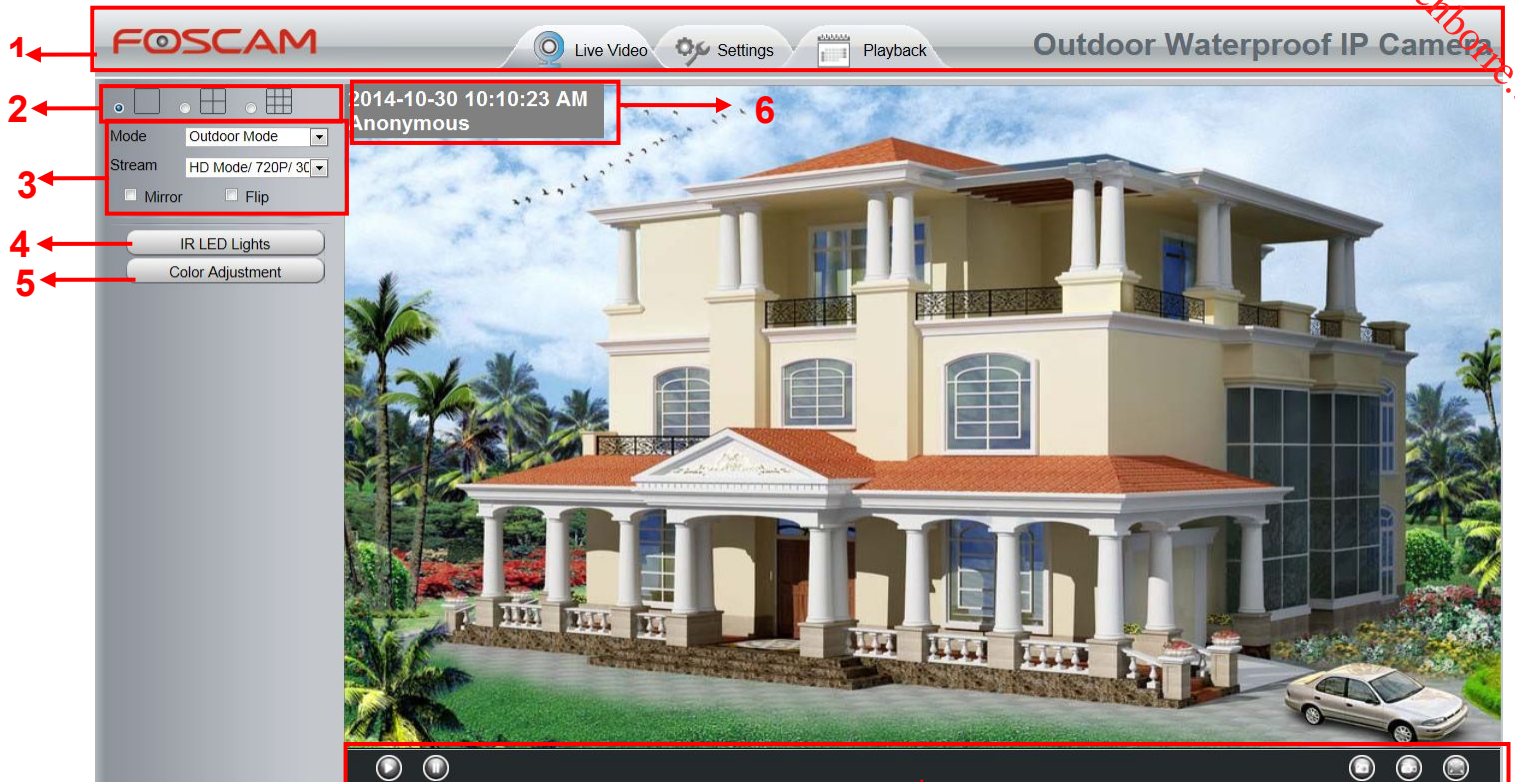 FOSCAM
Live Video
Settings
Playback
Outdoor Waterproof IP Camera
1
2
2014-10-30 10:10:23 AM
Anonymous
6
Mode
Outdoor Mode
Stream
HD Mode/ 720P/ 30
3
Mirror
Flip
4
IR LED Lights
5
Color Adjustment